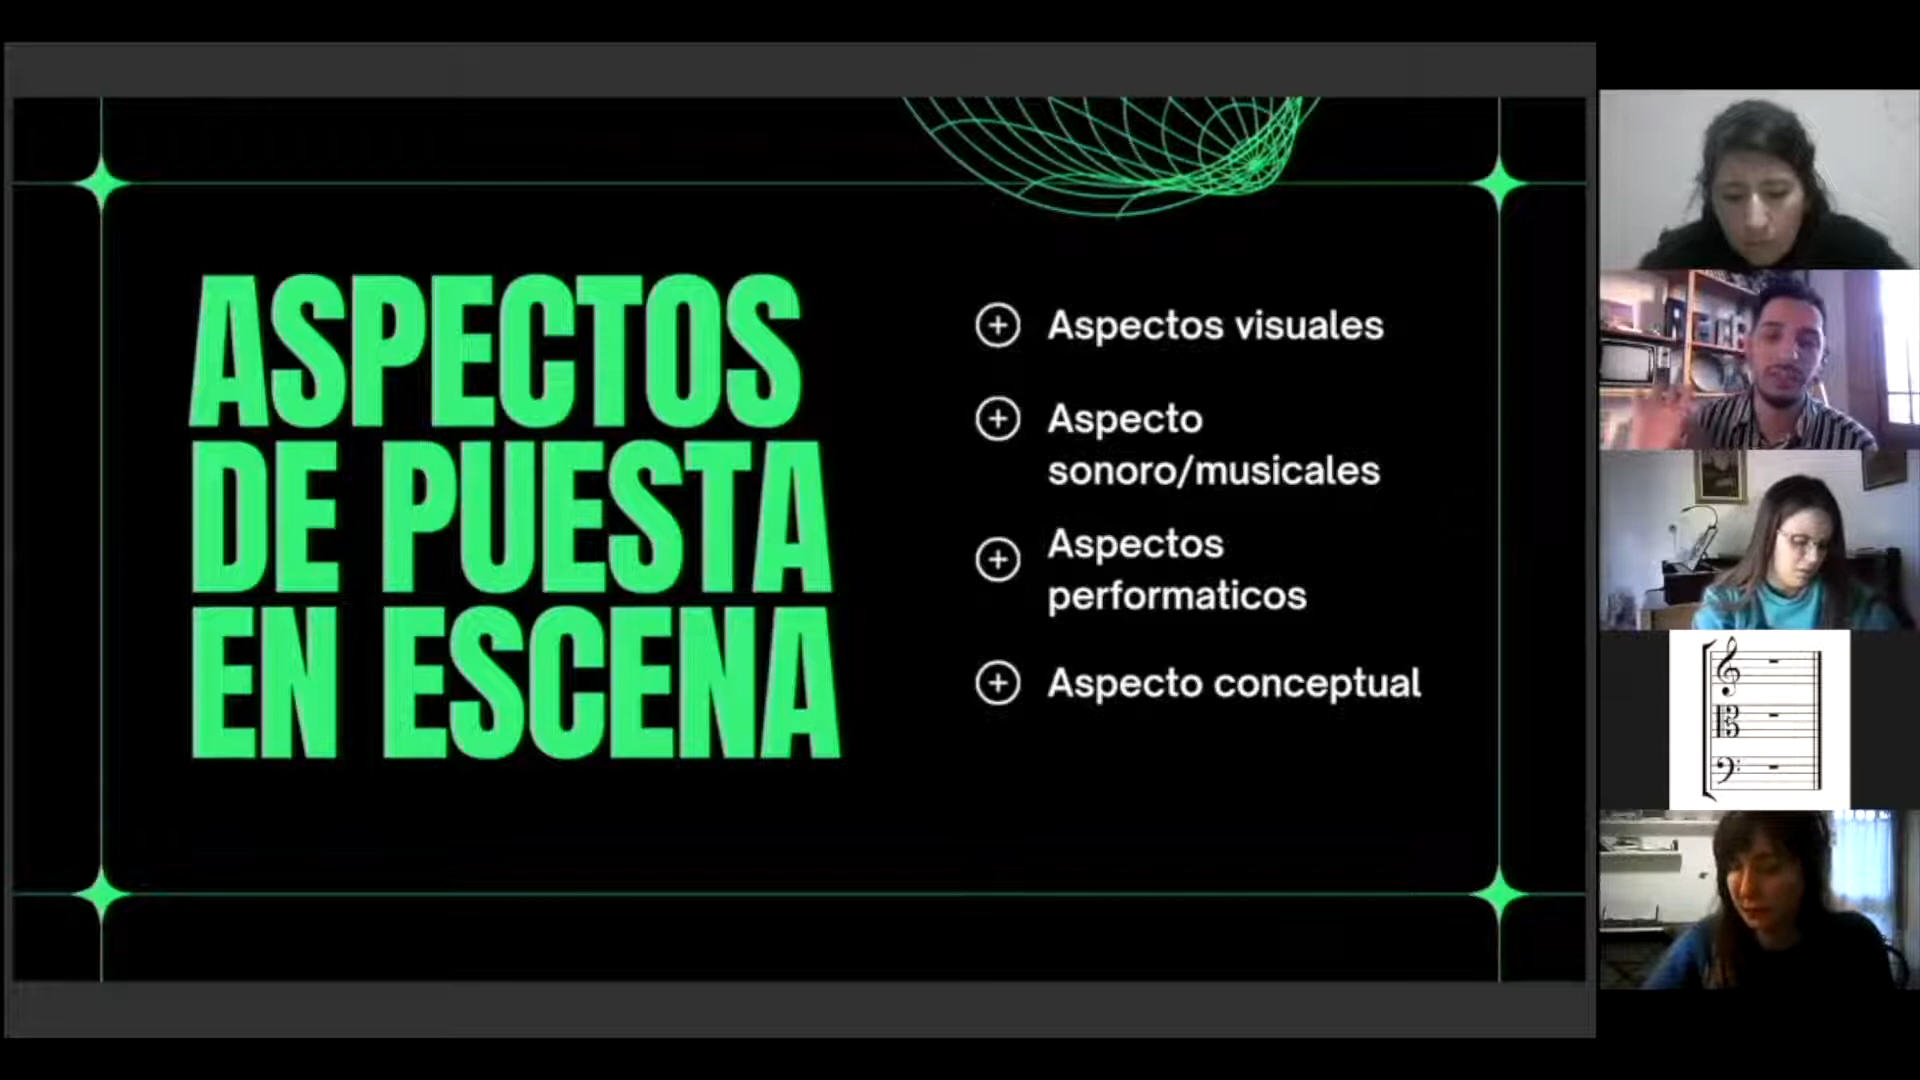 ASPECTOS
DE PUESTA
EN ESCENA
Aspectos visuales
Aspecto
sonoro/musicales
Aspectos
performaticos
Aspecto conceptual